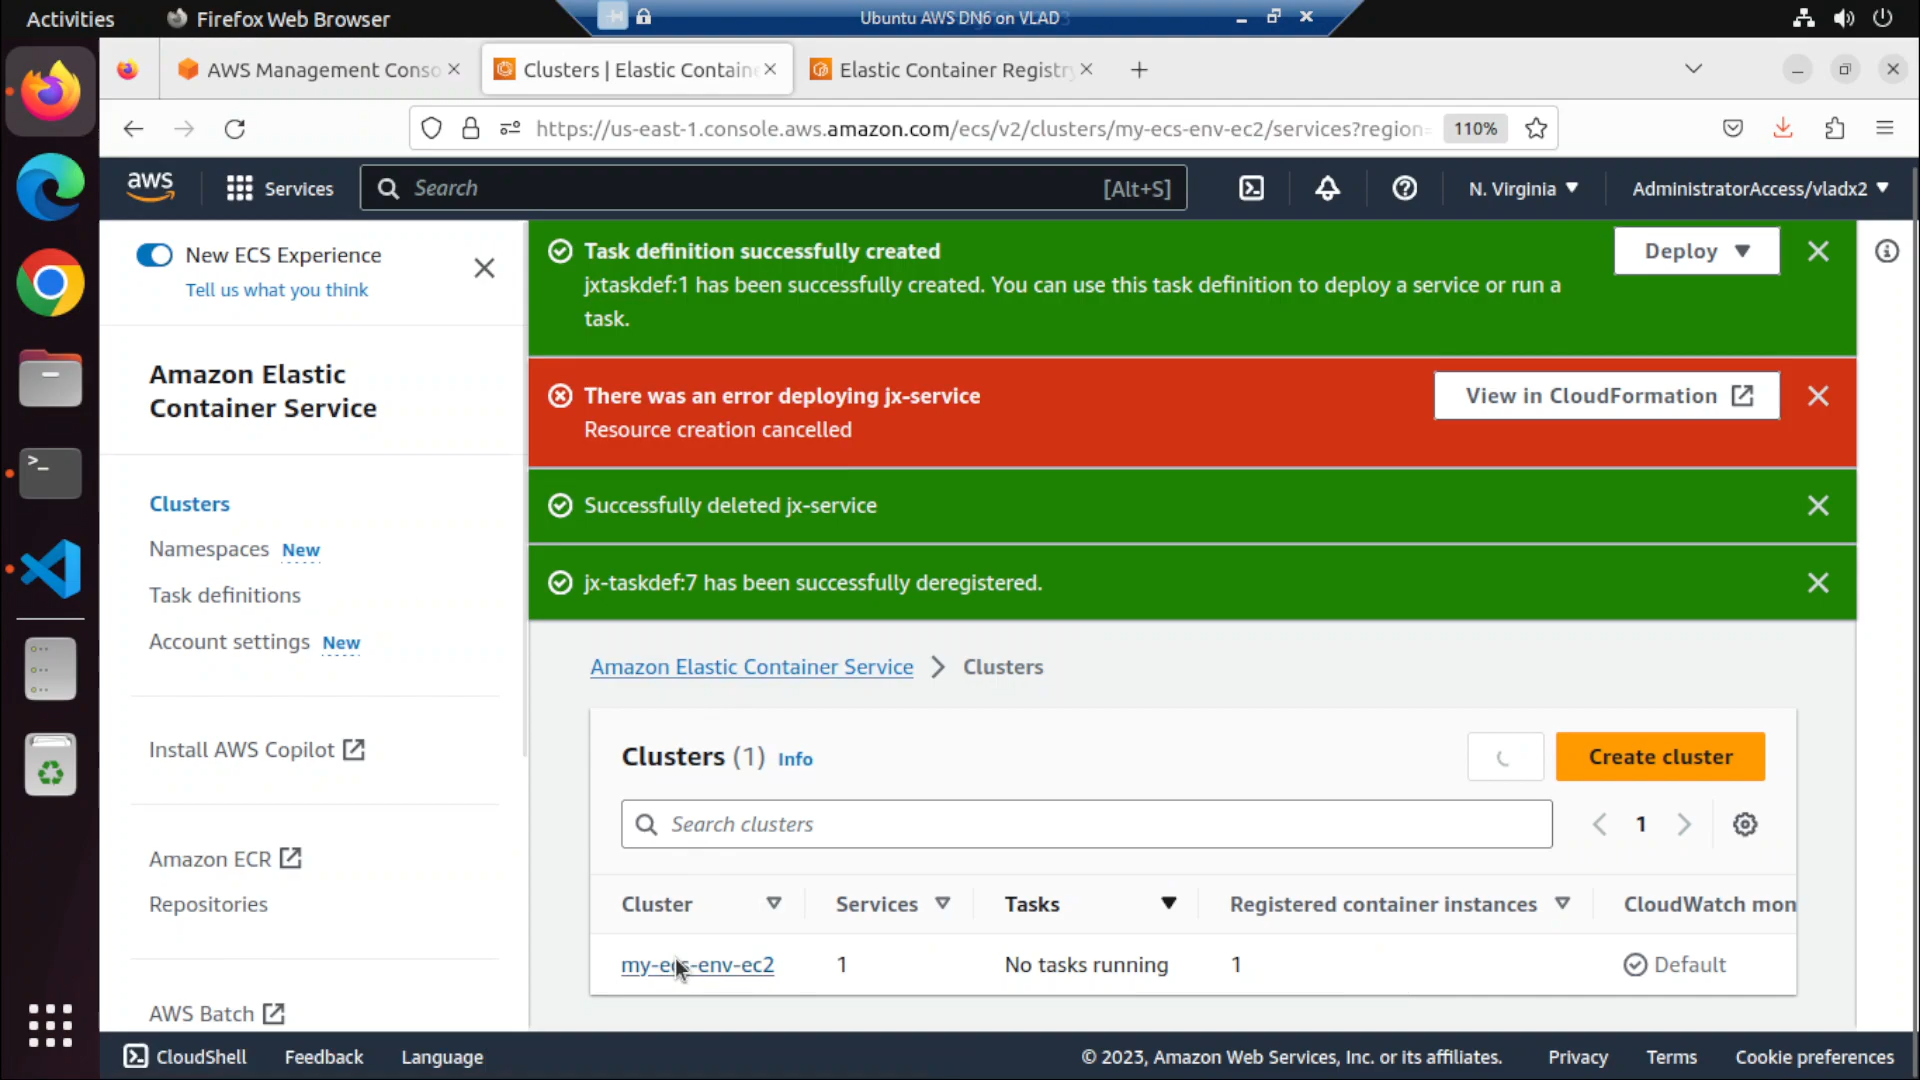 Activities
Firefox Web Browser
Ubuntu AWS DN6 on VLAD
AWS Management Conso
Clusters | Elastic Containe
Elastic Container Registry
https://us-east-1.console.aws.amazon.com/ecs/v2/clusters/my-ecs-env-ec2/services?region=
110%
aws
Services
Search
[Alt+S]
N. Virginia
AdministratorAccess/vladx2
New ECS Experience
Tell us what you think
Amazon Elastic
Container Service
Clusters
Namespaces New
Task definitions
Account settings New
Install AWS Copilot
Amazon ECR
Repositories
AWS Batch
Task definition successfully created
jxtaskdef:1 has been successfully created. You can use this task definition to deploy a service or run a
task.
Deploy
There was an error deploying jx-service
Resource creation cancelled
View in CloudFormation
Successfully deleted jx-service
jx-taskdef:7 has been successfully deregistered.
Amazon Elastic Container Service > Clusters
Clusters (1) Info
Create cluster
Search clusters
1
Cluster Services Tasks Registered container instances CloudWatch mon
my-ecs-env-ec2 1 No tasks running 1 Default
CloudShell Feedback Language
© 2023, Amazon Web Services, Inc. or its affiliates. Privacy Terms Cookie preferences